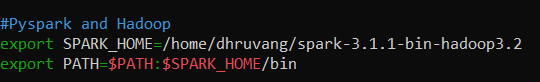 #Pyspark and Hadoop
export SPARK_HOME=/home/dhruvang/spark-3.1.1-bin-hadoop3.2
export PATH=$PATH:$SPARK_HOME/bin